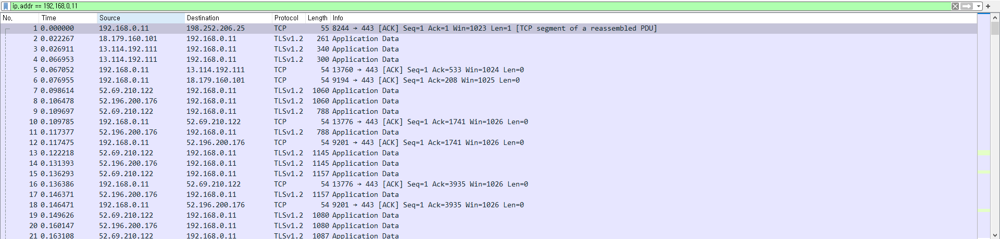 ip.addr == 192.168.0.11
No. Time Source Destination Protocol Length Info
1 0.000000 192.168.0.11 198.252.206.25 TCP 55 8244 → 443 [ACK] Seq=1 Ack=1 Win=1023 Len=1 [TCP segment of a reassembled PDU]
2 0.022267 18.179.160.101 192.168.0.11 TLSv1.2 261 Application Data
3 0.026911 13.114.192.111 192.168.0.11 TLSv1.2 340 Application Data
4 0.066953 13.114.192.111 192.168.0.11 TLSv1.2 300 Application Data
5 0.067052 192.168.0.11 13.114.192.111 TCP 54 13760 → 443 [ACK] Seq=1 Ack=533 Win=1024 Len=0
6 0.076955 192.168.0.11 18.179.160.101 TCP 54 9194 → 443 [ACK] Seq=1 Ack=208 Win=1025 Len=0
7 0.098614 52.69.210.122 192.168.0.11 TLSv1.2 1060 Application Data
8 0.106478 52.196.200.176 192.168.0.11 TLSv1.2 1060 Application Data
9 0.109697 52.69.210.122 192.168.0.11 TLSv1.2 788 Application Data
10 0.109785 192.168.0.11 52.69.210.122 TCP 54 13776 → 443 [ACK] Seq=1 Ack=1741 Win=1026 Len=0
11 0.117377 52.196.200.176 192.168.0.11 TLSv1.2 788 Application Data
12 0.117475 192.168.0.11 52.196.200.176 TCP 54 9201 → 443 [ACK] Seq=1 Ack=1741 Win=1026 Len=0
13 0.122218 52.69.210.122 192.168.0.11 TLSv1.2 1145 Application Data
14 0.131393 52.196.200.176 192.168.0.11 TLSv1.2 1145 Application Data
15 0.136293 52.69.210.122 192.168.0.11 TLSv1.2 1157 Application Data
16 0.136386 192.168.0.11 52.69.210.122 TCP 54 13776 → 443 [ACK] Seq=1 Ack=3935 Win=1026 Len=0
17 0.146371 52.196.200.176 192.168.0.11 TLSv1.2 1157 Application Data
18 0.146471 192.168.0.11 52.196.200.176 TCP 54 9201 → 443 [ACK] Seq=1 Ack=3935 Win=1026 Len=0
19 0.149626 52.69.210.122 192.168.0.11 TLSv1.2 1080 Application Data
20 0.160147 52.196.200.176 192.168.0.11 TLSv1.2 1080 Application Data
21 0.163108 52.69.210.122 192.168.0.11 TLSv1.2 1087 Application Data